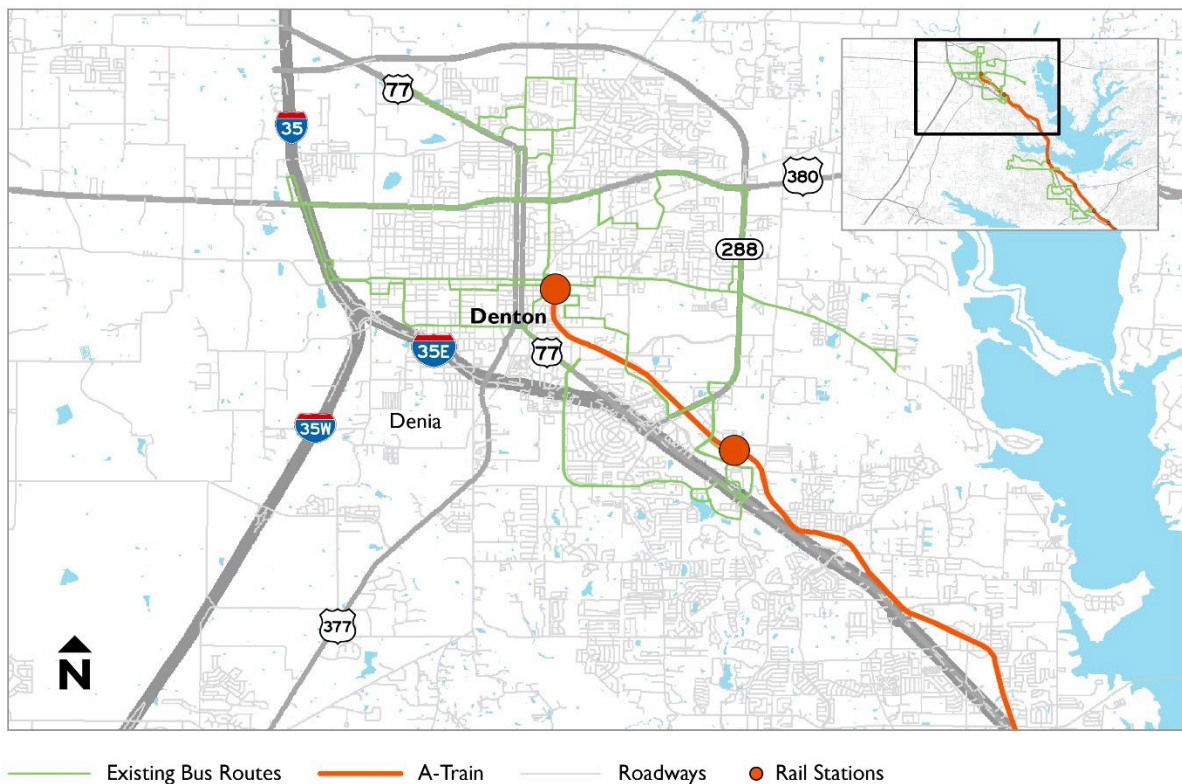 77
35
380
288
Denton
77
35E
Denia
35W
377
N
Existing Bus Routes
A-Train
Roadways
Rail Stations